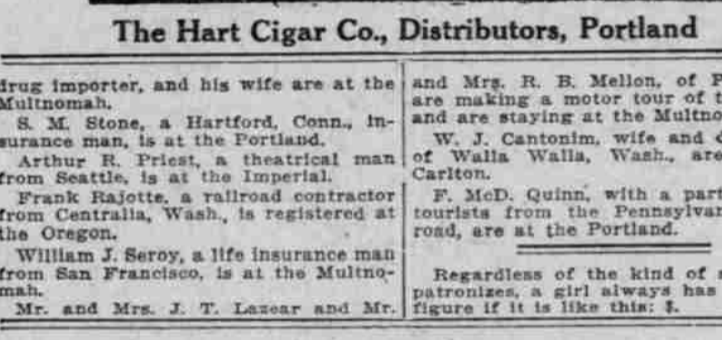 The Hart Cigar Co., Distributors, Portland
drug importer, and his wife are at the
Multnomah.
S. M. Stone, a Hartford, Conn., in-
surance man, is at the Portland.
Arthur R. Priest, a theatrical man
from Seattle, is at the Imperial.
Frank Rajotte, a railroad contractor
from Centralia, Wash., is registered at
the Oregon.
William J. Seroy, a life insurance man
from San Francisco, is at the Multno-
mah.
Mr. and Mrs. J. T. Lazear and Mr.
and Mrs. R. B. Mellon, of P
are making a motor tour of t
and are staying at the Multno
W. J. Cantonim, wife and
of Walla Walla, Wash., are
Carlton.
F. McD. Quinn, with a part
tourists from the Pennsylvan
road, are at the Portland.
Regardless of the kind of s
patronizes, a girl always has
figure if it is like this: $.